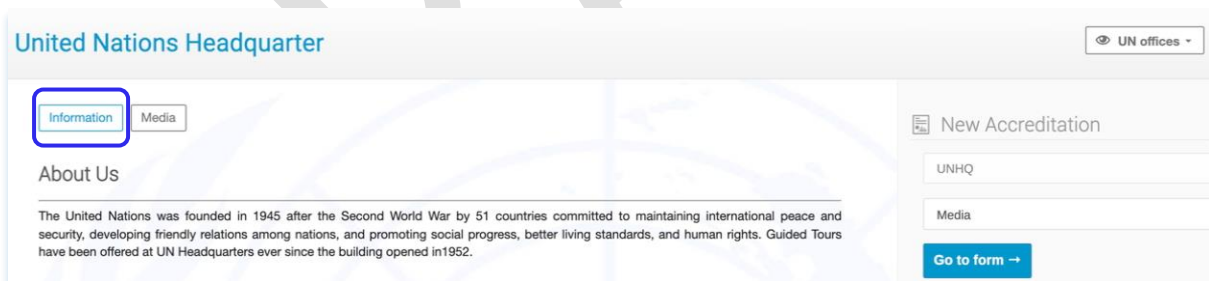 United Nations Headquarter
UN offices
Information
Media
About Us
The United Nations was founded in 1945 after the Second World War by 51 countries committed to maintaining international peace and
security, developing friendly relations among nations, and promoting social progress, better living standards, and human rights. Guided Tours
have been offered at UN Headquarters ever since the building opened in1952.
New Accreditation
UNHQ
Media
Go to form →